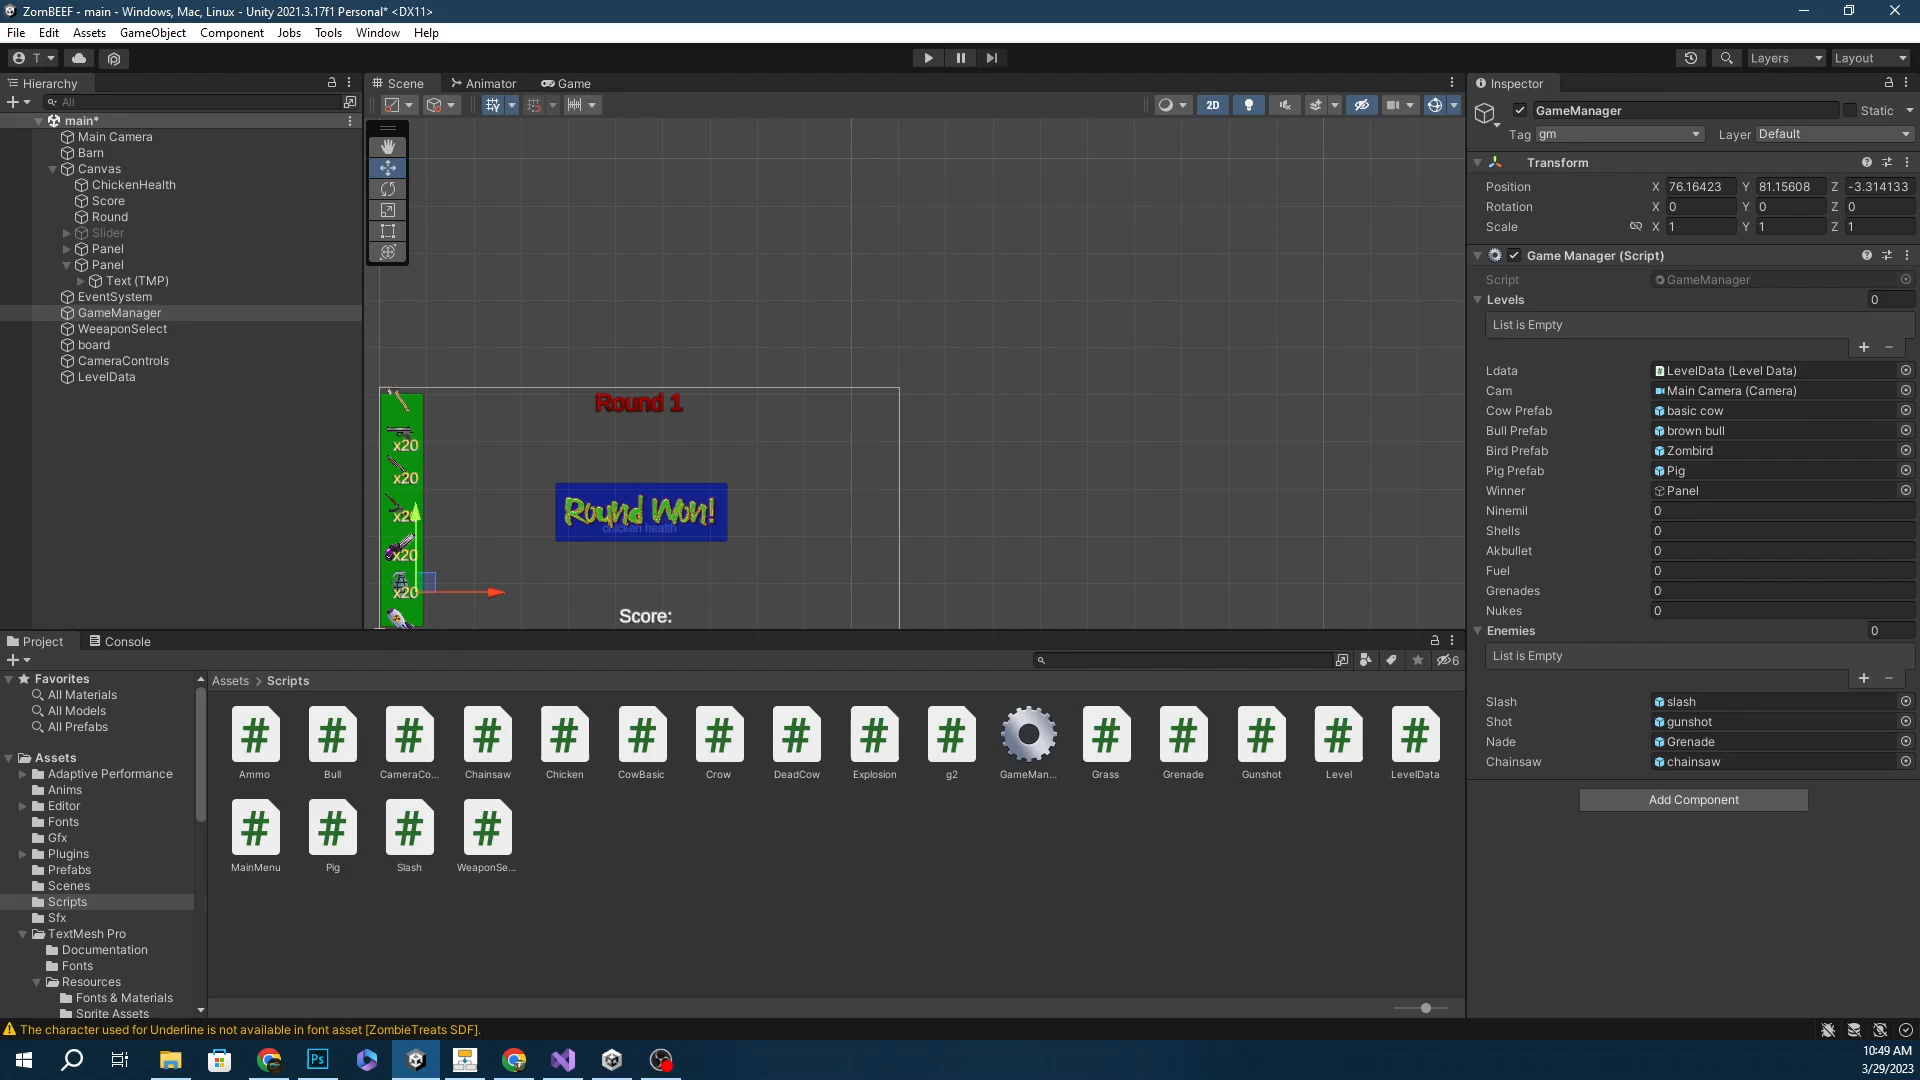 ZomBEEF - main - Windows, Mac, Linux - Unity 2021.3.17f1 Personal* <DX11>
File Edit Assets GameObject Component Jobs Tools Window Help
T Layers Layout
Hierarchy
All
main*
Main Camera
Barn
Canvas
ChickenHealth
Score
Round
Slider
Panel
Panel
Text (TMP)
EventSystem
GameManager
WeeaponSelect
board
CameraControls
LevelData
Scene Animator Game
2D
Round 1
x20
x20
x20
x20
Round Won!
chicken health
Score:
Inspector
GameManager Static
Tag gm Layer Default
Transform
Position X 76.16423 Y 81.15608 Z -3.314133
Rotation X 0 Y 0 Z 0
Scale X 1 Y 1 Z 1
Game Manager (Script)
Script GameManager
Levels 0
List is Empty
Ldata LevelData (Level Data)
Cam Main Camera (Camera)
Cow Prefab basic cow
Bull Prefab brown bull
Bird Prefab Zombird
Pig Prefab Pig
Winner Panel
Ninemil 0
Shells 0
Akbullet 0
Fuel 0
Grenades 0
Nukes 0
Enemies 0
List is Empty
Slash slash
Shot gunshot
Nade Grenade
Chainsaw chainsaw
Add Component
Project Console
6
Favorites
All Materials
All Models
All Prefabs
Assets
Adaptive Performance
Anims
Editor
Fonts
Gfx
Plugins
Prefabs
Scenes
Scripts
Sfx
TextMesh Pro
Documentation
Fonts
Resources
Fonts & Materials
Sprite Assets
Assets > Scripts
Ammo Bull CameraCo... Chainsaw Chicken CowBasic Crow DeadCow Explosion g2 GameMan... Grass Grenade Gunshot Level LevelData
MainMenu Pig Slash WeaponSe...
The character used for Underline is not available in font asset [ZombieTreats SDF].
Ps
10:49 AM
3/29/2023